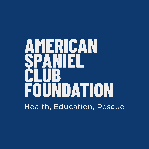 AMERICAN
SPANIEL
CLUB
FOUNDATION
Health, Education, Rescue